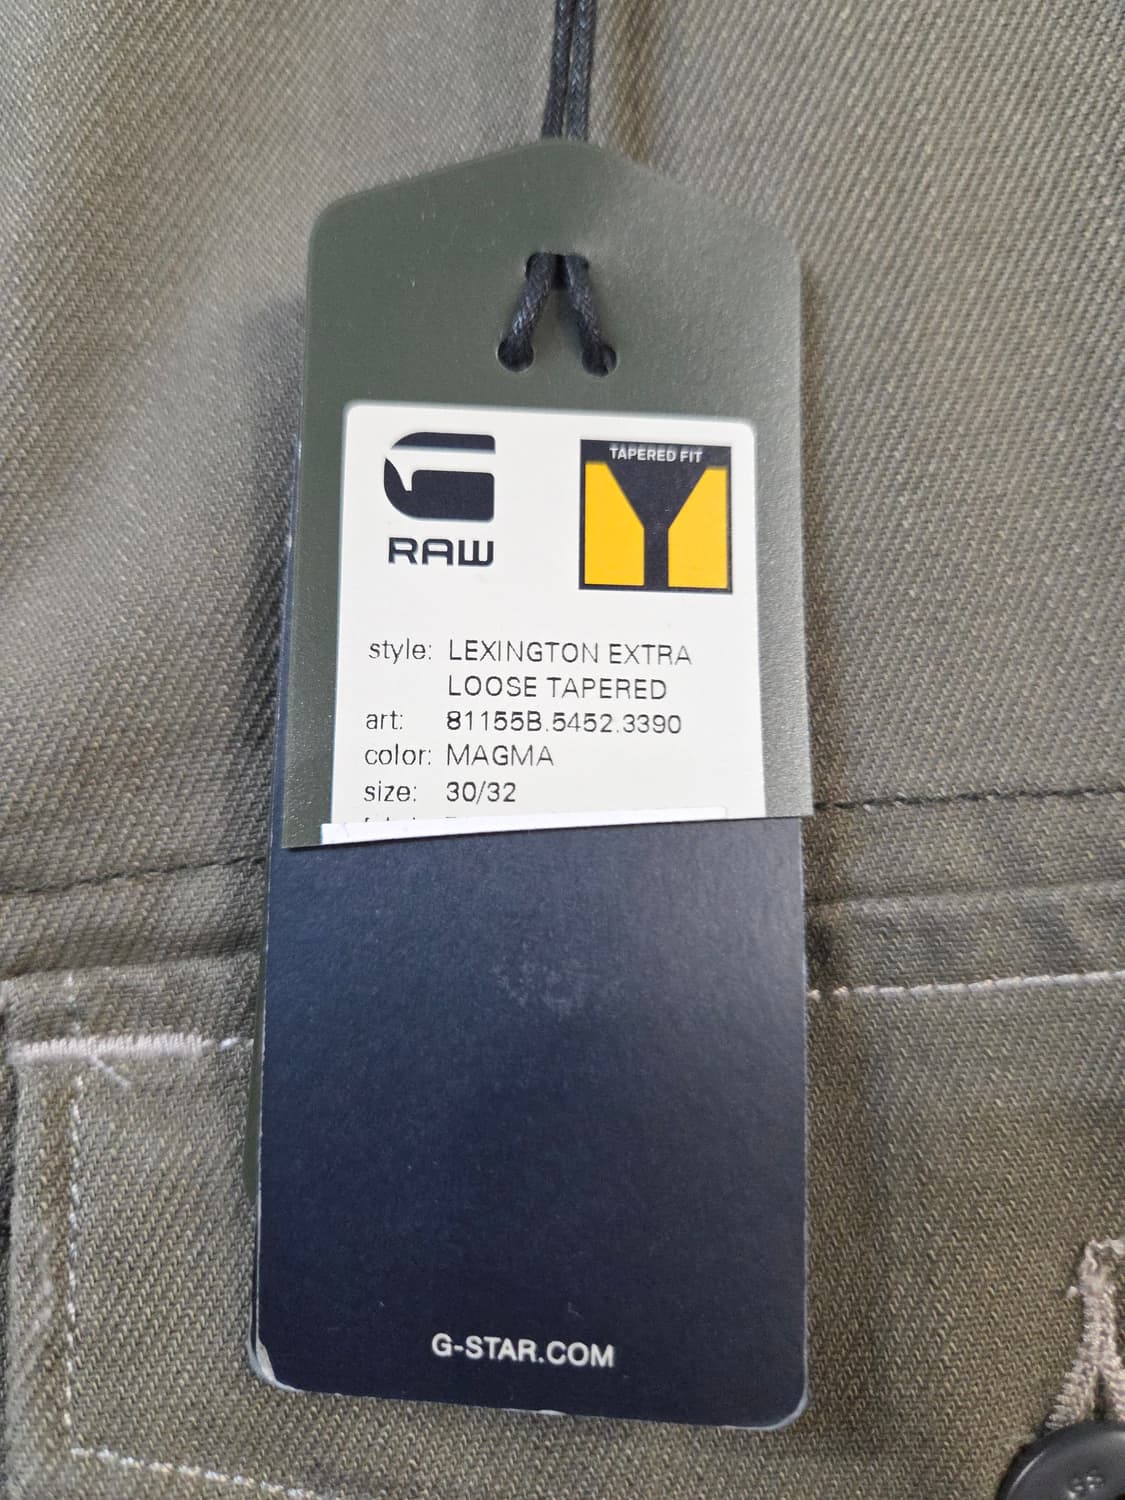 RAW
TAPERED FIT
style: LEXINGTON EXTRA
LOOSE TAPERED
art: 81155B.5452.3390
color: MAGMA
size: 30/32
G-STAR.COM